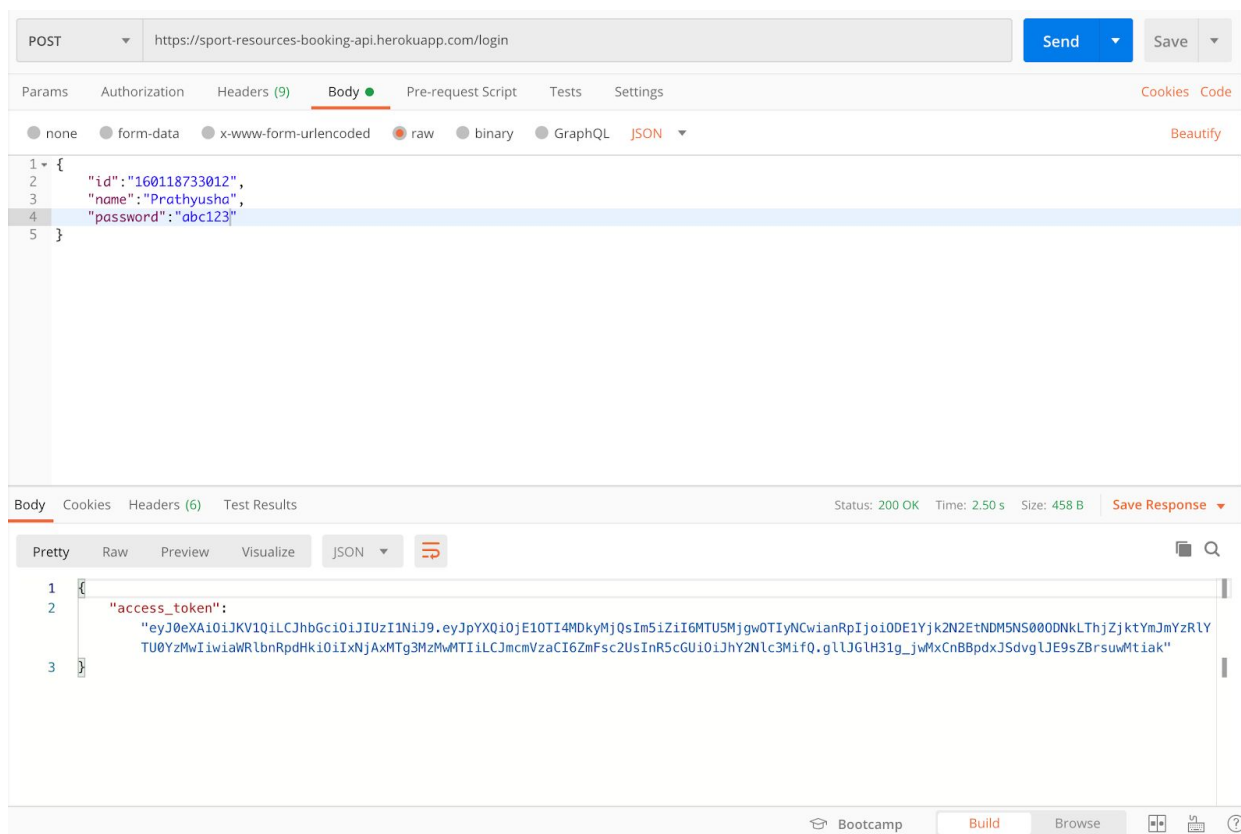 POST https://sport-resources-booking-api.herokuapp.com/login Send Save
Params Authorization Headers (9) Body Pre-request Script Tests Settings Cookies Code
none form-data x-www-form-urlencoded raw binary GraphQL JSON Beautify
1 {
2 "id":"160118733012",
3 "name":"Prathyusha",
4 "password":"abc123"
5 }
Body Cookies Headers (6) Test Results Status: 200 OK Time: 2.50 s Size: 458 B Save Response
Pretty Raw Preview Visualize JSON
1 {
2 "access_token":
"eyJ0eXAiOiJKV1QiLCJhbGciOiJIUzI1NiJ9.eyJpYXQiOjE1OTI4MDkyMjQsIm5iZiI6MTU5MjgwOTIyNCwianRpIjoiODE1Yjk2N2EtNDM5NS00ODNkLThjZjktYmJmYzRlY
TU0YzMwIiwiaWRlbnRpdHkiOiIxNjAxMTg3MzMwMTIiLCJmcmVzaCI6ZmFsc2UsInR5cGUiOiJhY2Nlc3MifQ.gllJGlH31g_jwMxCnBBpdxJSdvglJE9sZBrsuwMtiak"
3 }
Bootcamp Build Browse